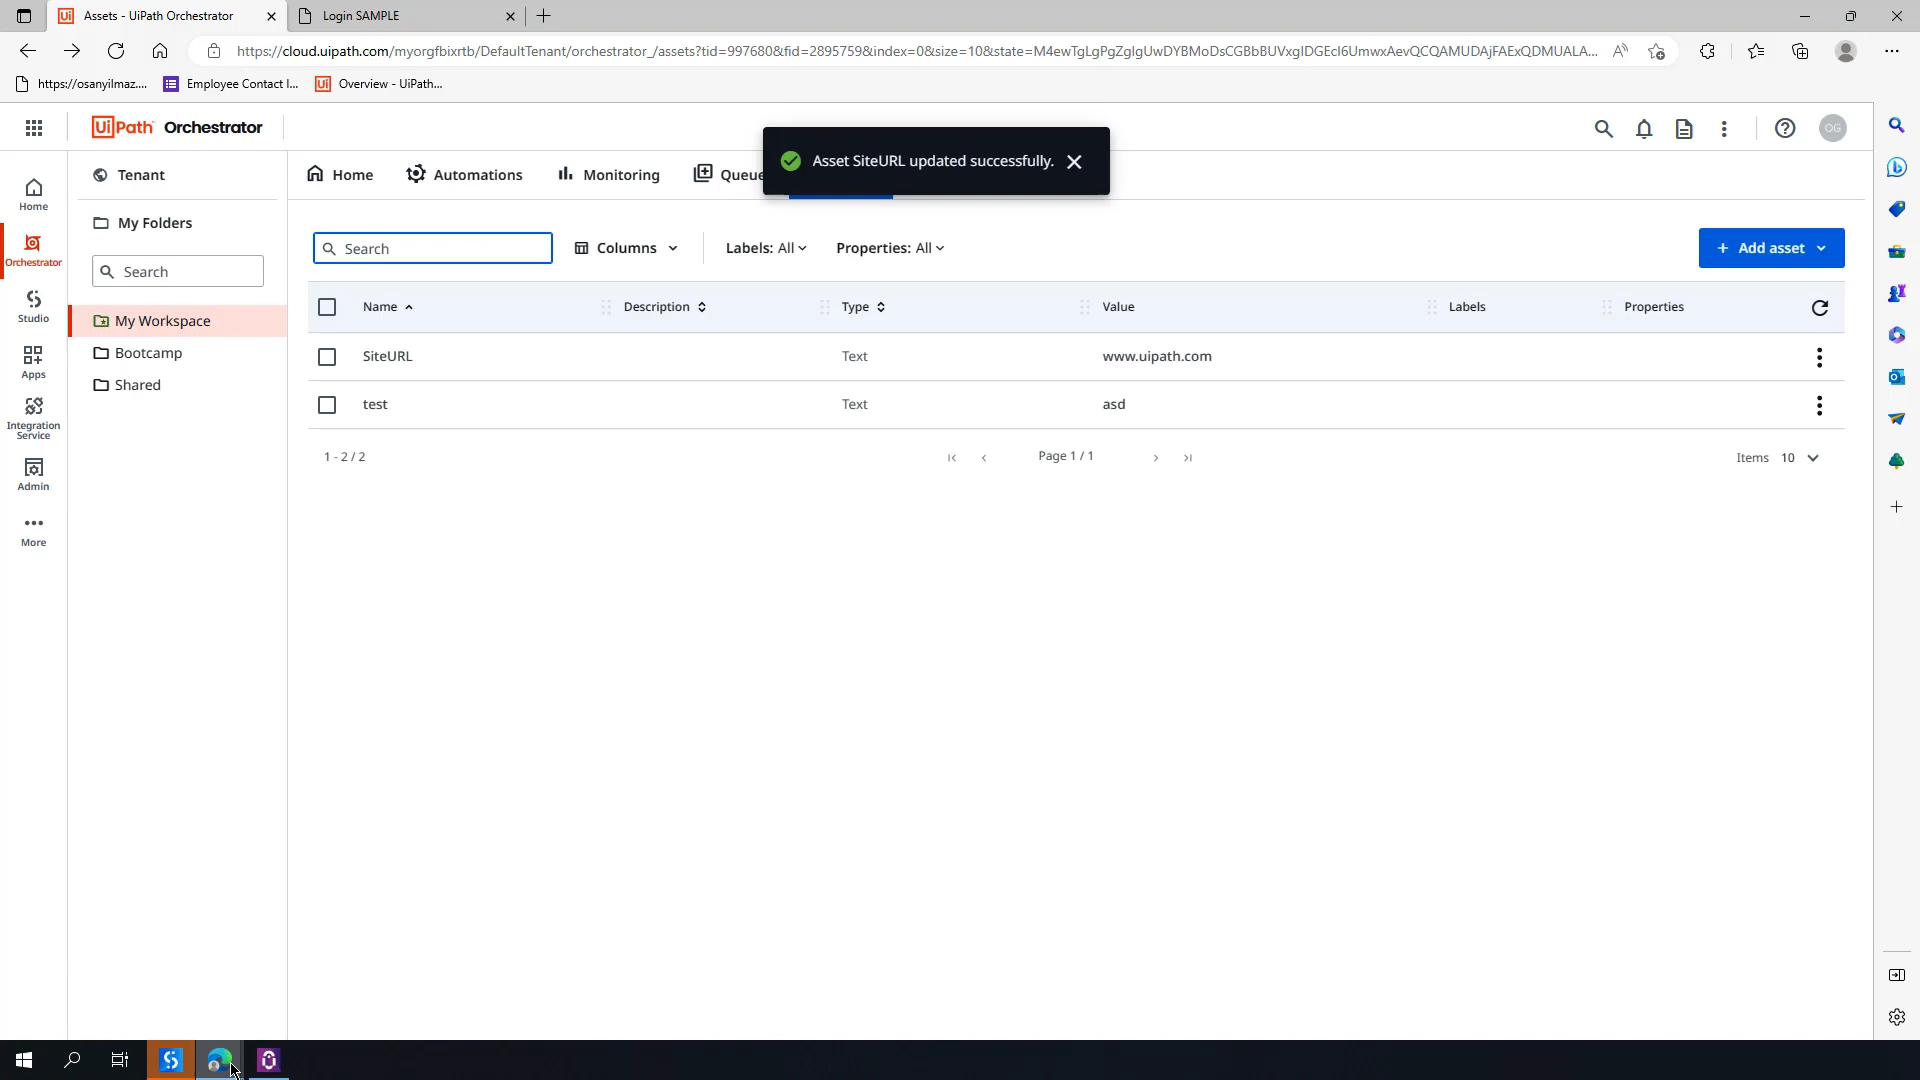 Assets - UiPath Orchestrator
Login SAMPLE
https://cloud.uipath.com/myorgfbixrtb/DefaultTenant/orchestrator_/assets?tid=997680&fid=2895759&index=0&size=10&state=
https://osanyilmaz....
Employee Contact I...
Overview - UiPath...
UiPath Orchestrator
OG
Asset SiteURL updated successfully.
Tenant
Home
Automations
Monitoring
Queue
Home
My Folders
Orchestrator
Search
Search
Columns
Labels: All
Properties: All
+ Add asset
Studio
My Workspace
Bootcamp
Shared
Name
Description
Type
Value
Labels
Properties
SiteURL
Text
www.uipath.com
Apps
test
Text
asd
Integration
Service
1 - 2 / 2
Page 1 / 1
Items 10
Admin
More